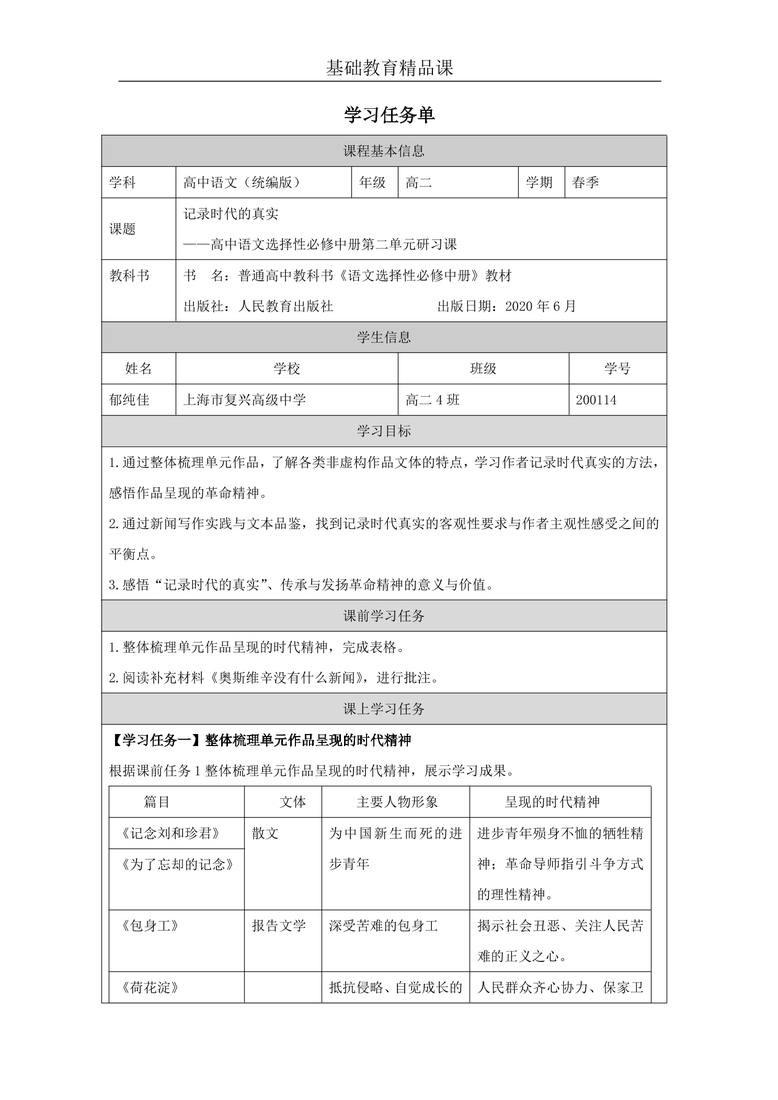 基础教育精品课
学习任务单
课程基本信息
学科 高中语文（统编版） 年级 高二 学期 春季
课题 记录时代的真实
——高中语文选择性必修中册第二单元研习课
教科书 书 名：普通高中教科书《语文选择性必修中册》教材
出版社：人民教育出版社 出版日期：2020 年 6 月
学生信息
姓名 学校 班级 学号
郁纯佳 上海市复兴高级中学 高二 4 班 200114
学习目标
1.通过整体梳理单元作品，了解各类非虚构作品文体的特点，学习作者记录时代真实的方法，
感悟作品呈现的革命精神。
2.通过新闻写作实践与文本品鉴，找到记录时代真实的客观性要求与作者主观性感受之间的
平衡点。
3.感悟“记录时代的真实”、传承与发扬革命精神的意义与价值。
课前学习任务
1.整体梳理单元作品呈现的时代精神，完成表格。
2.阅读补充材料《奥斯维辛没有什么新闻》，进行批注。
课上学习任务
【学习任务一】整体梳理单元作品呈现的时代精神
根据课前任务 1 整体梳理单元作品呈现的时代精神，展示学习成果。
篇目 文体 主要人物形象 呈现的时代精神
《记念刘和珍君》 散文 为中国新生而死的进 进步青年殒身不恤的牺牲精
《为了忘却的记念》 步青年 神；革命导师指引斗争方式
的理性精神。
《包身工》 报告文学 深受苦难的包身工 揭示社会丑恶、关注人民苦
难的正义之心。
《荷花淀》 抵抗侵略、自觉成长的 人民群众齐心协力、保家卫